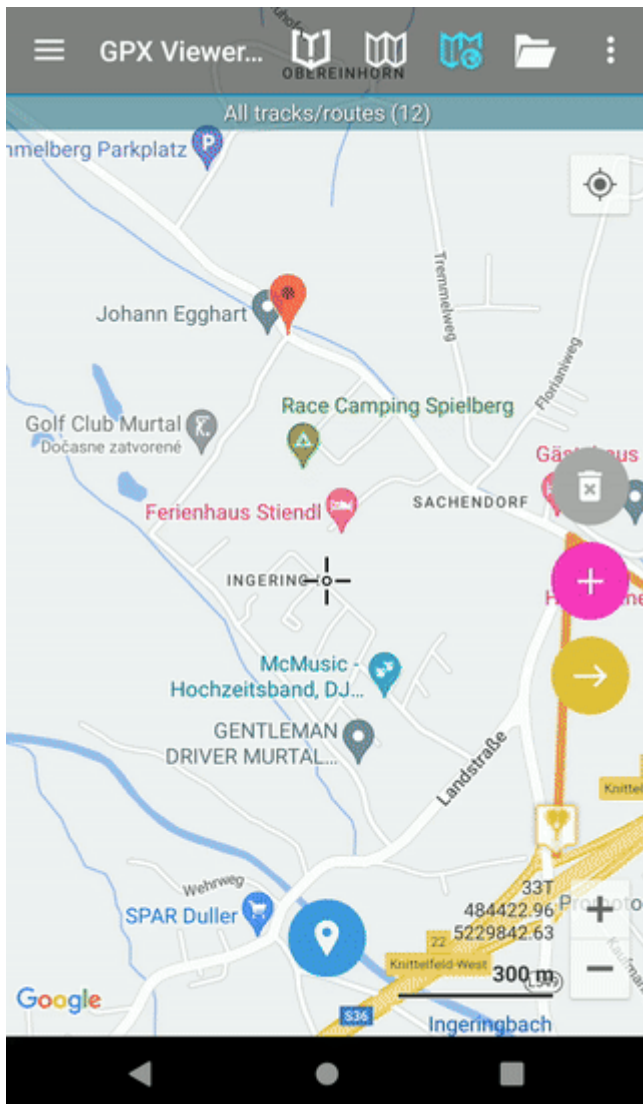 GPX Viewer...
OBEREINHORN
All tracks/routes (12)
mmelberg Parkplatz
Tremmelweg
Johann Egghart
Florianiweg
Race Camping Spielberg
Golf Club Murtal
Dočasne zatvorené
SACHENDORF
Ferienhaus Stiendl
INGERING
McMusic -
Hochzeitsband, DJ...
GENTLEMAN
DRIVER MURTAL...
Landstraße
Wehrweg
SPAR Duller
33T
484422.96
5229842.63
22
Knittelfeld-West
300 m
S36
Google
Ingeringbach